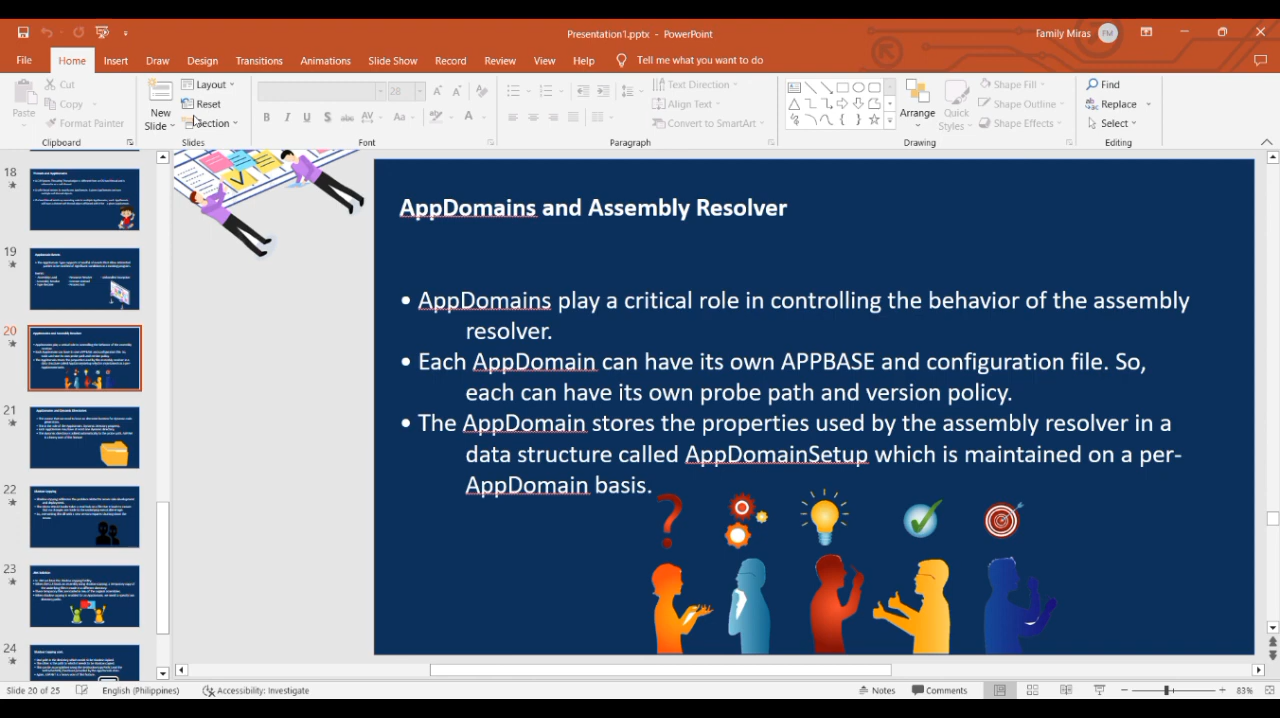 Presentation1.pptx - PowerPoint
Family Miras FM
File Home Insert Draw Design Transitions Animations Slide Show Record Review View Help Tell me what you want to do
Paste
Cut
Copy
Format Painter
Clipboard
New Slide
Layout
Reset
Section
Slides
28
B I U S abc AV Aa A
Font
Text Direction
Align Text
Convert to SmartArt
Paragraph
Arrange
Quick Styles
Shape Fill
Shape Outline
Shape Effects
Drawing
Find
Replace
Select
Editing
18
19
20
21
22
23
24
AppDomains and Assembly Resolver
• AppDomains play a critical role in controlling the behavior of the assembly
resolver.
• Each AppDomain can have its own APPBASE and configuration file. So,
each can have its own probe path and version policy.
• The AppDomain stores the properties used by the assembly resolver in a
data structure called AppDomainSetup which is maintained on a per-
AppDomain basis.
Slide 20 of 25 English (Philippines) Accessibility: Investigate Notes Comments 83%